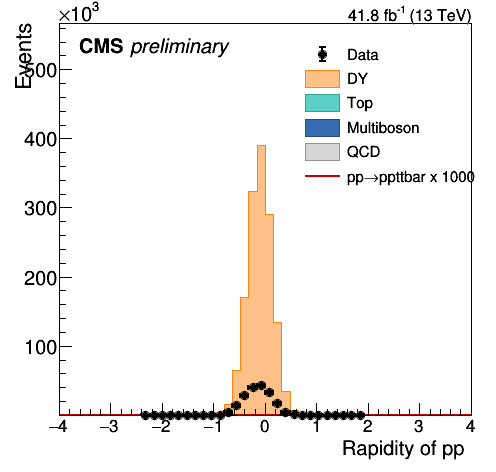 ×10³
41.8 fb⁻¹ (13 TeV)
Events
CMS preliminary
Data
DY
Top
Multiboson
QCD
pp→ppttbar x 1000
500
400
300
200
100
−4 −3 −2 −1 0 1 2 3 4
Rapidity of pp